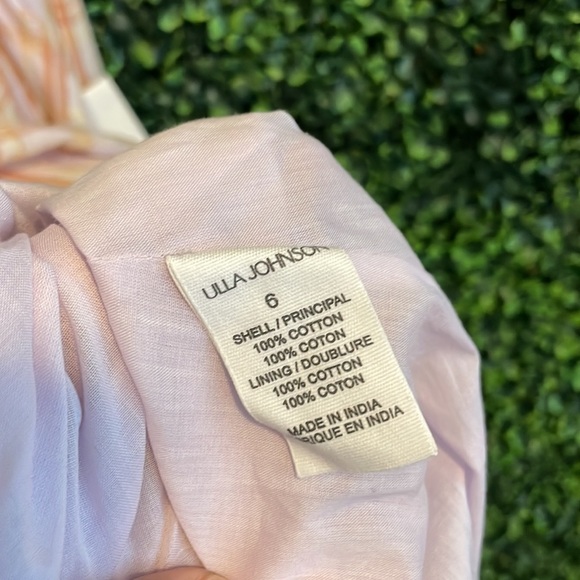 ULLA JOHNSON
6
SHELL / PRINCIPAL
100% COTTON
100% COTON
LINING / DOUBLURE
100% COTTON
100% COTON
MADE IN INDIA
RIQUE EN INDIA